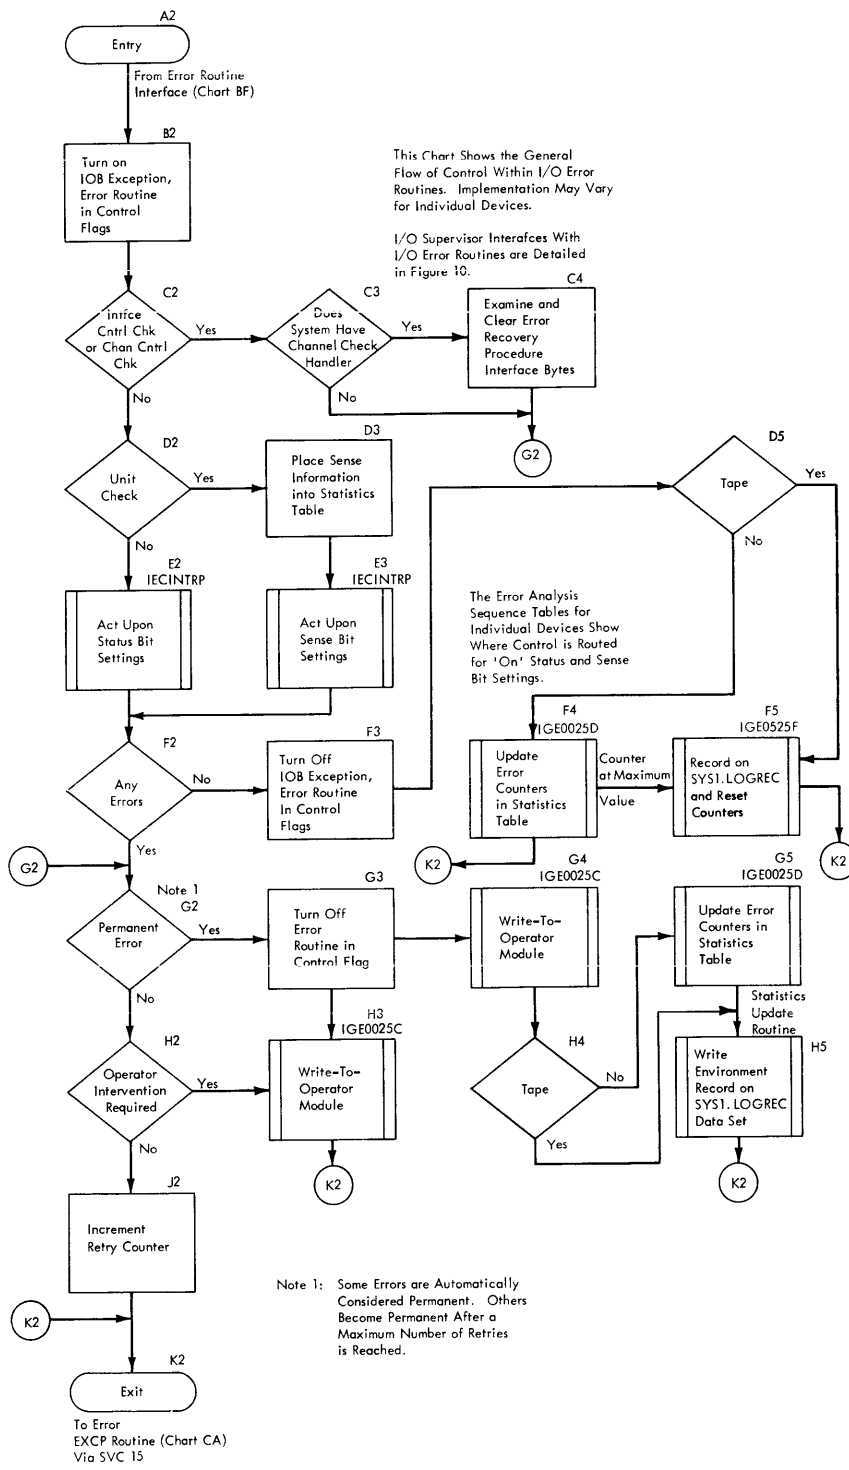 A2
Entry
From Error Routine
Interface (Chart BF)
B2
Turn on
IOB Exception,
Error Routine
in Control
Flags
This Chart Shows the General
Flow of Control Within I/O Error
Routines. Implementation May Vary
for Individual Devices.
I/O Supervisor Interafces With
I/O Error Routines are Detailed
in Figure 10.
C2
Intfce
Cntrl Chk
or Chan Cntrl
Chk
Yes
No
C3
Does
System Have
Channel Check
Handler
Yes
No
C4
Examine and
Clear Error
Recovery
Procedure
Interface Bytes
G2
D2
Unit
Check
Yes
No
D3
Place Sense
Information
into Statistics
Table
D5
Tape
Yes
No
E2
IECINTRP
Act Upon
Status Bit
Settings
E3
IECINTRP
Act Upon
Sense Bit
Settings
The Error Analysis
Sequence Tables for
Individual Devices Show
Where Control is Routed
for 'On' Status and Sense
Bit Settings.
F2
Any
Errors
No
Yes
F3
Turn Off
IOB Exception,
Error Routine
In Control
Flags
F4
IGE0025D
Update
Error
Counters
in Statistics
Table
Counter
at Maximum
Value
F5
IGE0525F
Record on
SYS1.LOGREC
and Reset
Counters
K2
K2
G2
Note 1
G2
Permanent
Error
Yes
No
G3
Turn Off
Error
Routine in
Control Flag
G4
IGE0025C
Write-To-
Operator
Module
G5
IGE0025D
Update Error
Counters in
Statistics
Table
Statistics
Update
Routine
H2
Operator
Intervention
Required
Yes
No
H3
IGE0025C
Write-To-
Operator
Module
K2
H4
Tape
No
Yes
H5
Write
Environment
Record on
SYS1.LOGREC
Data Set
K2
J2
Increment
Retry Counter
Note 1: Some Errors are Automatically
Considered Permanent. Others
Become Permanent After a
Maximum Number of Retries
is Reached.
K2
K2
Exit
To Error
EXCP Routine (Chart CA)
Via SVC 15